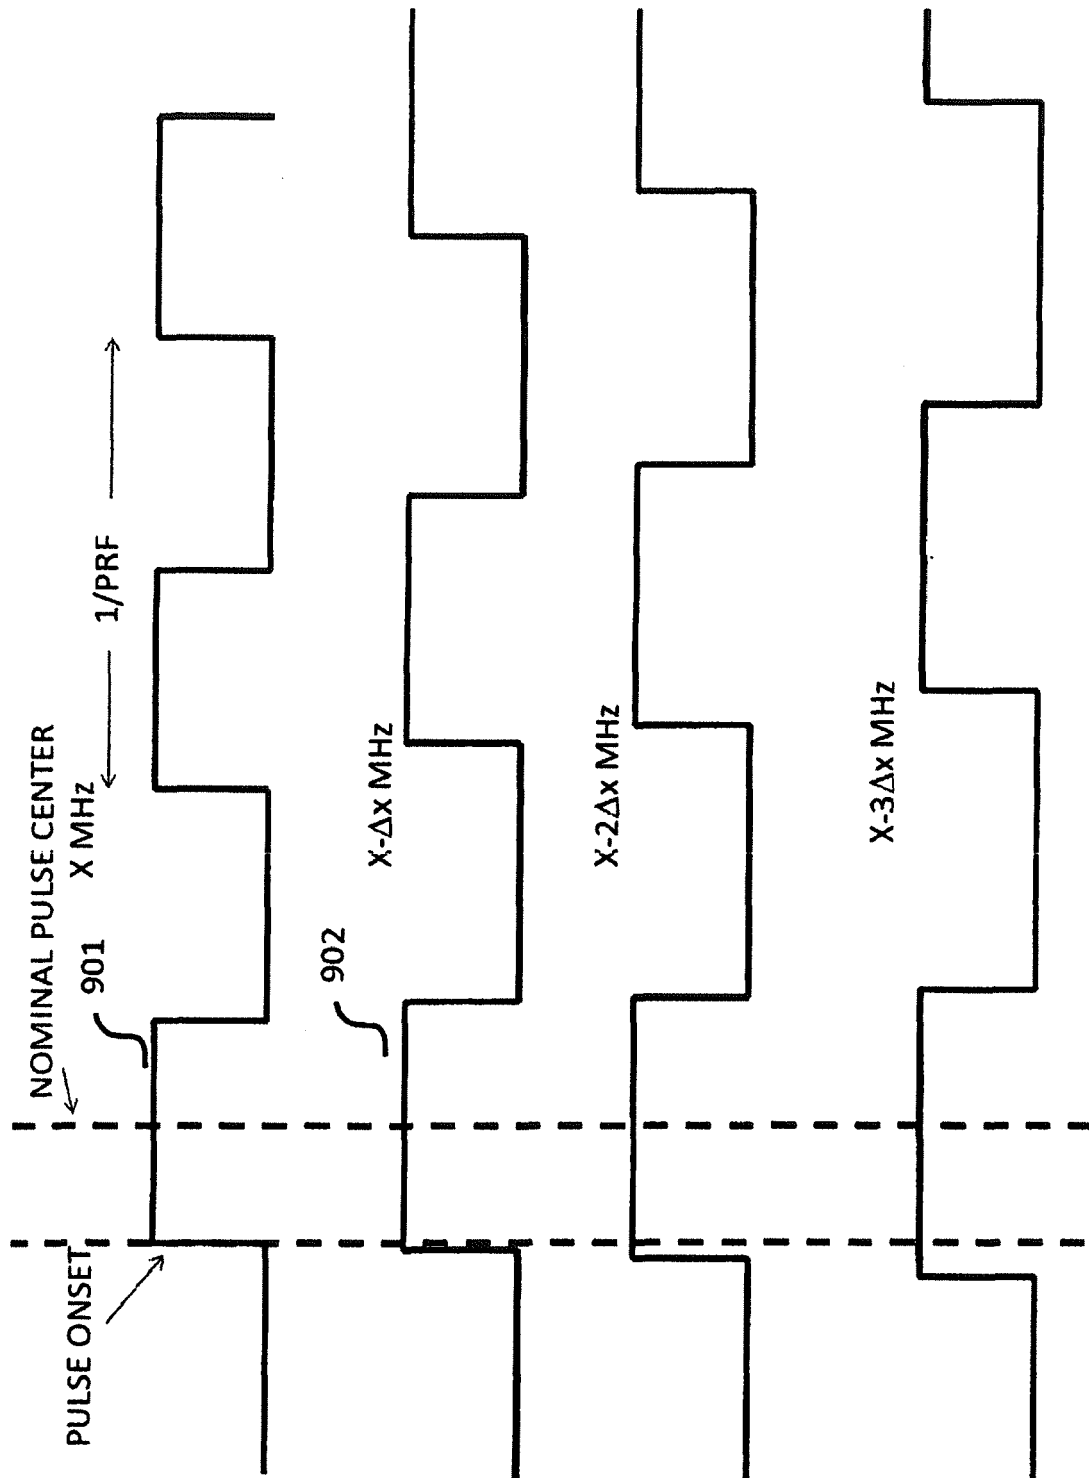 PULSE ONSET
NOMINAL PULSE CENTER
901
X MHz
1/PRF
902
X-Δx MHz
X-2Δx MHz
X-3Δx MHz